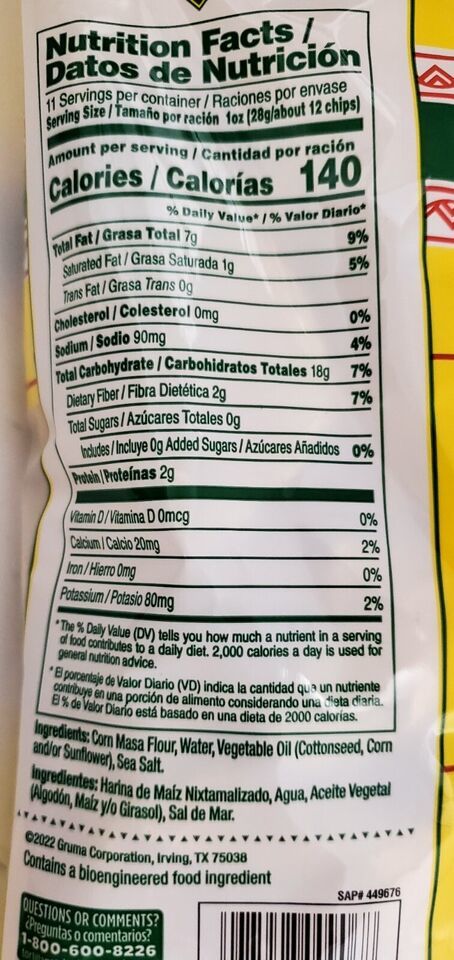 Nutrition Facts /
Datos de Nutrición
11 Servings per container / Raciones por envase
Serving Size / Tamaño por ración 1oz (28g/about 12 chips)
Amount per serving / Cantidad por ración
Calories / Calorías 140
% Daily Value* / % Valor Diario*
Total Fat / Grasa Total 7g 9%
Saturated Fat / Grasa Saturada 1g 5%
Trans Fat / Grasa Trans 0g
Cholesterol / Colesterol 0mg 0%
Sodium / Sodio 90mg 4%
Total Carbohydrate / Carbohidratos Totales 18g 7%
Dietary Fiber / Fibra Dietética 2g 7%
Total Sugars / Azúcares Totales 0g
Includes / Incluye 0g Added Sugars / Azúcares Añadidos 0%
Protein / Proteínas 2g
Vitamin D / Vitamina D 0mcg 0%
Calcium / Calcio 20mg 2%
Iron / Hierro 0mg 0%
Potassium / Potasio 80mg 2%
*The % Daily Value (DV) tells you how much a nutrient in a serving
of food contributes to a daily diet. 2,000 calories a day is used for
general nutrition advice.
*El porcentaje de Valor Diario (VD) indica la cantidad que un nutriente
contribuye en una porción de alimento considerando una dieta diaria.
El % de Valor Diario está basado en una dieta de 2000 calorías.
Ingredients: Corn Masa Flour, Water, Vegetable Oil (Cottonseed, Corn
and/or Sunflower), Sea Salt.
Ingredientes: Harina de Maíz Nixtamalizado, Agua, Aceite Vegetal
(Algodón, Maíz y/o Girasol), Sal de Mar.
©2022 Gruma Corporation, Irving, TX 75038
Contains a bioengineered food ingredient
SAP# 449676
QUESTIONS OR COMMENTS?
¿Preguntas o comentarios?
1-800-600-8226